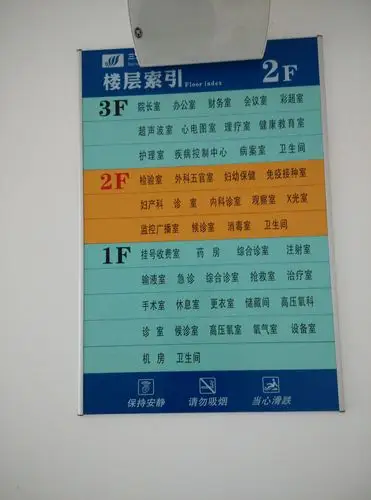 楼层索引 Floor index 2F
3F 院长室 办公室 财务室 会议室 彩超室
超声波室 心电图室 理疗室 健康教育室
护理室 疾病控制中心 病案室 卫生间
2F 检验室 外科五官室 妇幼保健 免疫接种室
妇产科 诊室 内科诊室 观察室 X光室
监控广播室 候诊室 消毒室 卫生间
1F 挂号收费室 药房 综合诊室 注射室
输液室 急诊 综合诊室 抢救室 治疗室
手术室 休息室 更衣室 储藏间 高压氧科
诊室 候诊室 高压氧室 氧气室 设备室
机房 卫生间
保持安静 请勿吸烟 当心滑跌